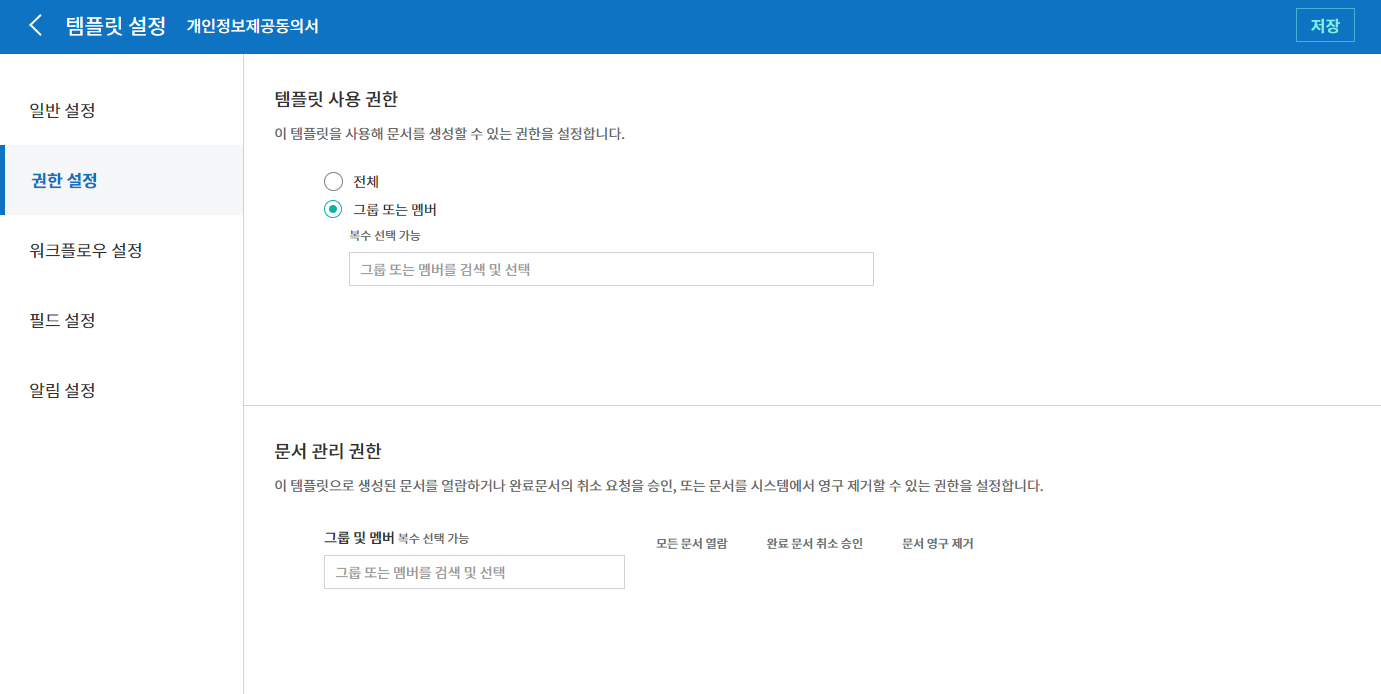 템플릿 설정 개인정보제공동의서 저장
일반 설정
권한 설정
워크플로우 설정
필드 설정
알림 설정
템플릿 사용 권한
이 템플릿을 사용해 문서를 생성할 수 있는 권한을 설정합니다.
전체
그룹 또는 멤버
복수 선택 가능
그룹 또는 멤버를 검색 및 선택
문서 관리 권한
이 템플릿으로 생성된 문서를 열람하거나 완료문서의 취소 요청을 승인, 또는 문서를 시스템에서 영구 제거할 수 있는 권한을 설정합니다.
그룹 및 멤버 복수 선택 가능 모든 문서 열람 완료 문서 취소 승인 문서 영구 제거
그룹 또는 멤버를 검색 및 선택